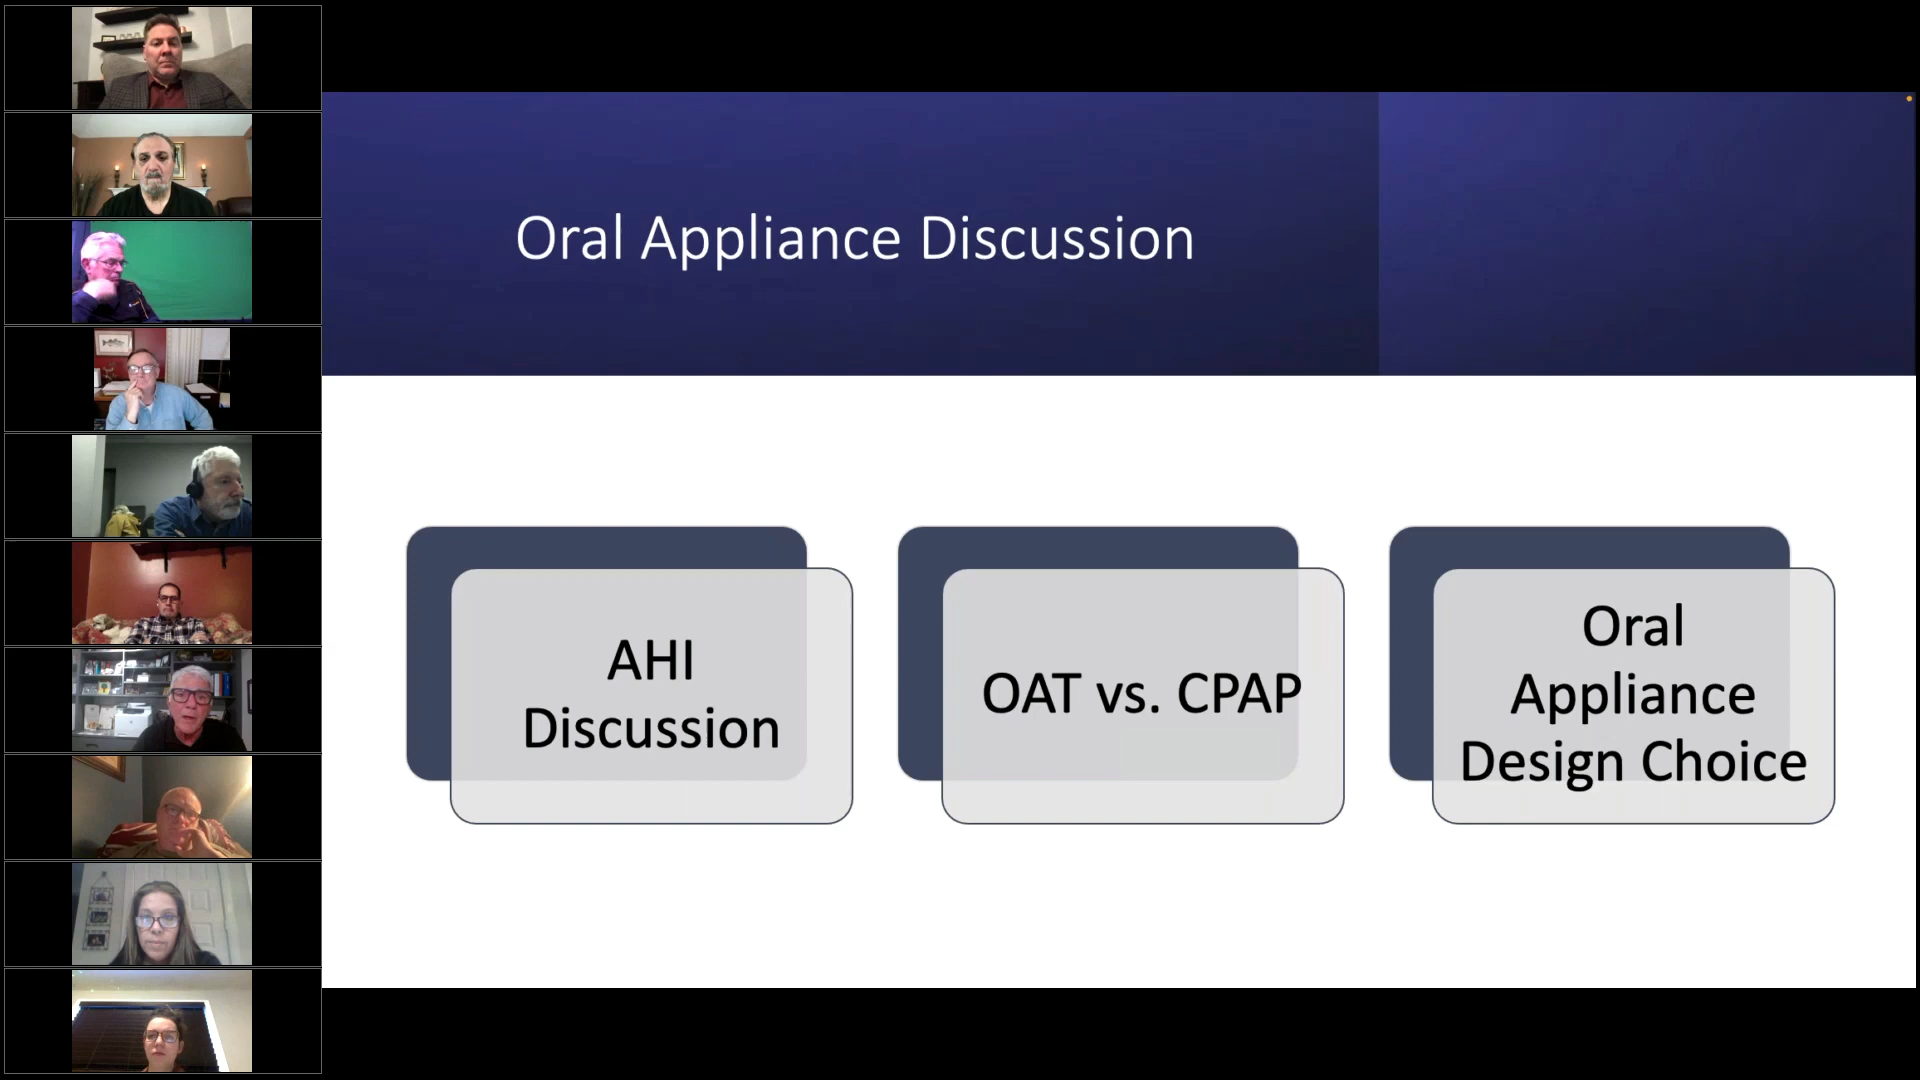 Oral Appliance Discussion
AHI
Discussion
OAT vs. CPAP
Oral
Appliance
Design Choice